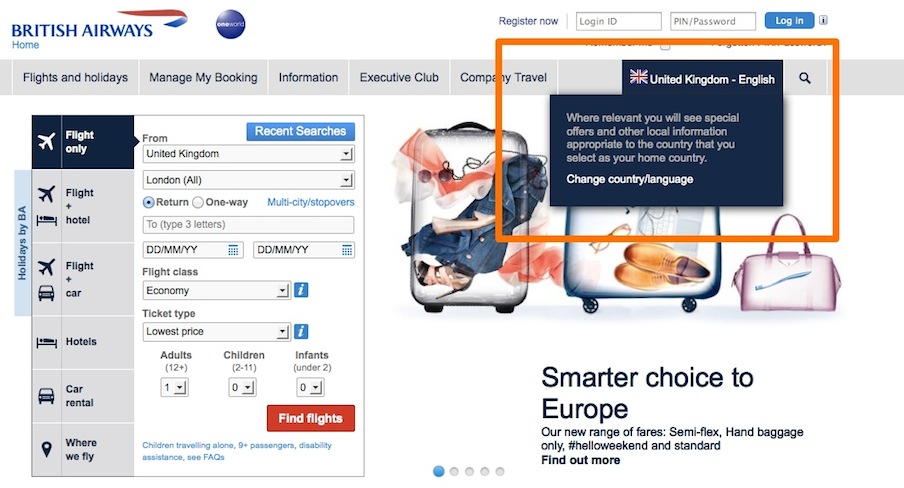 BRITISH AIRWAYS
oneworld
Home
Register now
Login ID
PIN/Password
Log in
Flights and holidays
Manage My Booking
Information
Executive Club
Company Travel
United Kingdom - English
Where relevant you will see special
offers and other local information
appropriate to the country that you
select as your home country.
Change country/language
Holidays by BA
Flight
only
Flight
+
hotel
Flight
+
car
Hotels
Car
rental
Where
we fly
Recent Searches
From
United Kingdom
London (All)
Return
One-way
Multi-city/stopovers
To (type 3 letters)
DD/MM/YY
DD/MM/YY
Flight class
Economy
Ticket type
Lowest price
Adults
(12+)
Children
(2-11)
Infants
(under 2)
1
0
0
Find flights
Children travelling alone, 9+ passengers, disability
assistance, see FAQs
Smarter choice to
Europe
Our new range of fares: Semi-flex, Hand baggage
only, #helloweekend and standard
Find out more